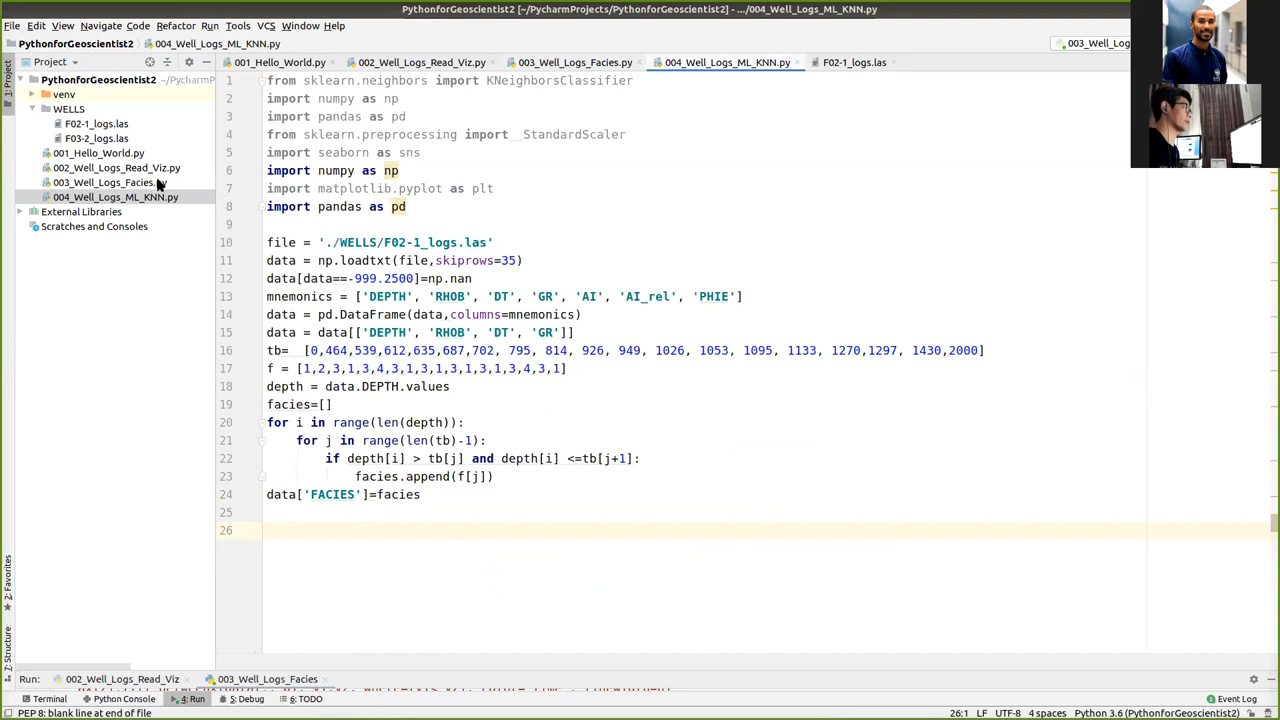 PythonforGeoscientist2 [~/PycharmProjects/PythonforGeoscientist2] - .../004_Well_Logs_ML_KNN.py
File Edit View Navigate Code Refactor Run Tools VCS Window Help
PythonforGeoscientist2 004_Well_Logs_ML_KNN.py
003_Well_Log
Project
001_Hello_World.py 002_Well_Logs_Read_Viz.py 003_Well_Logs_Facies.py 004_Well_Logs_ML_KNN.py F02-1_logs.las
1: Project
PythonforGeoscientist2 ~/PycharmP
venv
WELLS
F02-1_logs.las
F03-2_logs.las
001_Hello_World.py
002_Well_Logs_Read_Viz.py
003_Well_Logs_Facies.
004_Well_Logs_ML_KNN.py
External Libraries
Scratches and Consoles
1 from sklearn.neighbors import KNeighborsClassifier
2 import numpy as np
3 import pandas as pd
4 from sklearn.preprocessing import StandardScaler
5 import seaborn as sns
6 import numpy as np
7 import matplotlib.pyplot as plt
8 import pandas as pd
9
10 file = './WELLS/F02-1_logs.las'
11 data = np.loadtxt(file,skiprows=35)
12 data[data==-999.2500]=np.nan
13 mnemonics = ['DEPTH', 'RHOB', 'DT', 'GR', 'AI', 'AI_rel', 'PHIE']
14 data = pd.DataFrame(data,columns=mnemonics)
15 data = data[['DEPTH', 'RHOB', 'DT', 'GR']]
16 tb= [0,464,539,612,635,687,702, 795, 814, 926, 949, 1026, 1053, 1095, 1133, 1270,1297, 1430,2000]
17 f = [1,2,3,1,3,4,3,1,3,1,3,1,3,1,3,4,3,1]
18 depth = data.DEPTH.values
19 facies=[]
20 for i in range(len(depth)):
21 for j in range(len(tb)-1):
22 if depth[i] > tb[j] and depth[i] <=tb[j+1]:
23 facies.append(f[j])
24 data['FACIES']=facies
25
26
2: Favorites
7: Structure
Run: 002_Well_Logs_Read_Viz 003_Well_Logs_Facies
Terminal Python Console 4: Run 5: Debug 6: TODO Event Log
PEP 8: blank line at end of file 26:1 LF UTF-8 4 spaces Python 3.6 (PythonforGeoscientist2)